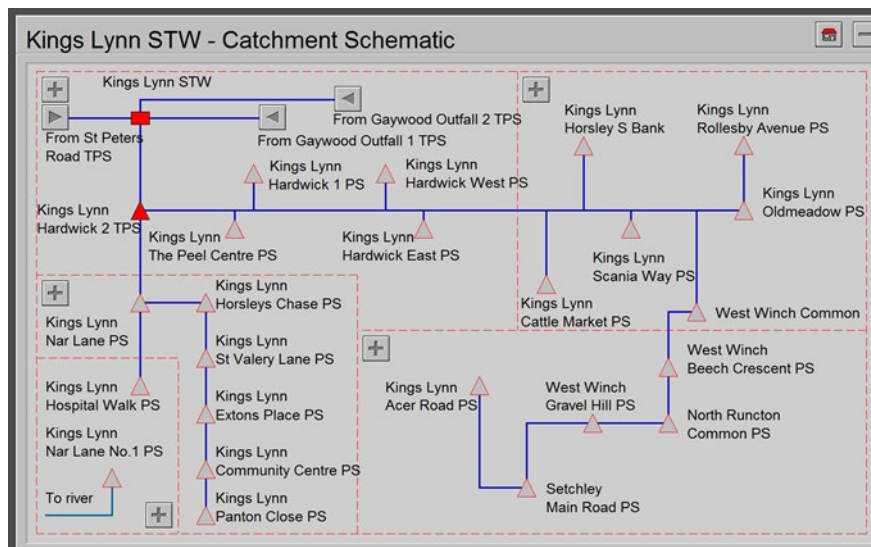 Kings Lynn STW - Catchment Schematic
Kings Lynn STW
From St Peters
Road TPS
From Gaywood Outfall 2 TPS
From Gaywood Outfall 1 TPS
Kings Lynn
Horsley S Bank
Kings Lynn
Rollesby Avenue PS
Kings Lynn
Hardwick 1 PS
Kings Lynn
Hardwick West PS
Kings Lynn
Hardwick 2 TPS
Kings Lynn
The Peel Centre PS
Kings Lynn
Hardwick East PS
Kings Lynn
Oldmeadow PS
Kings Lynn
Scania Way PS
Kings Lynn
Cattle Market PS
West Winch Common
Kings Lynn
Nar Lane PS
Kings Lynn
Horsleys Chase PS
Kings Lynn
St Valery Lane PS
Kings Lynn
Hospital Walk PS
Kings Lynn
Extons Place PS
Kings Lynn
Nar Lane No.1 PS
Kings Lynn
Community Centre PS
To river
Kings Lynn
Panton Close PS
Kings Lynn
Acer Road PS
West Winch
Gravel Hill PS
West Winch
Beech Crescent PS
North Runcton
Common PS
Setchley
Main Road PS